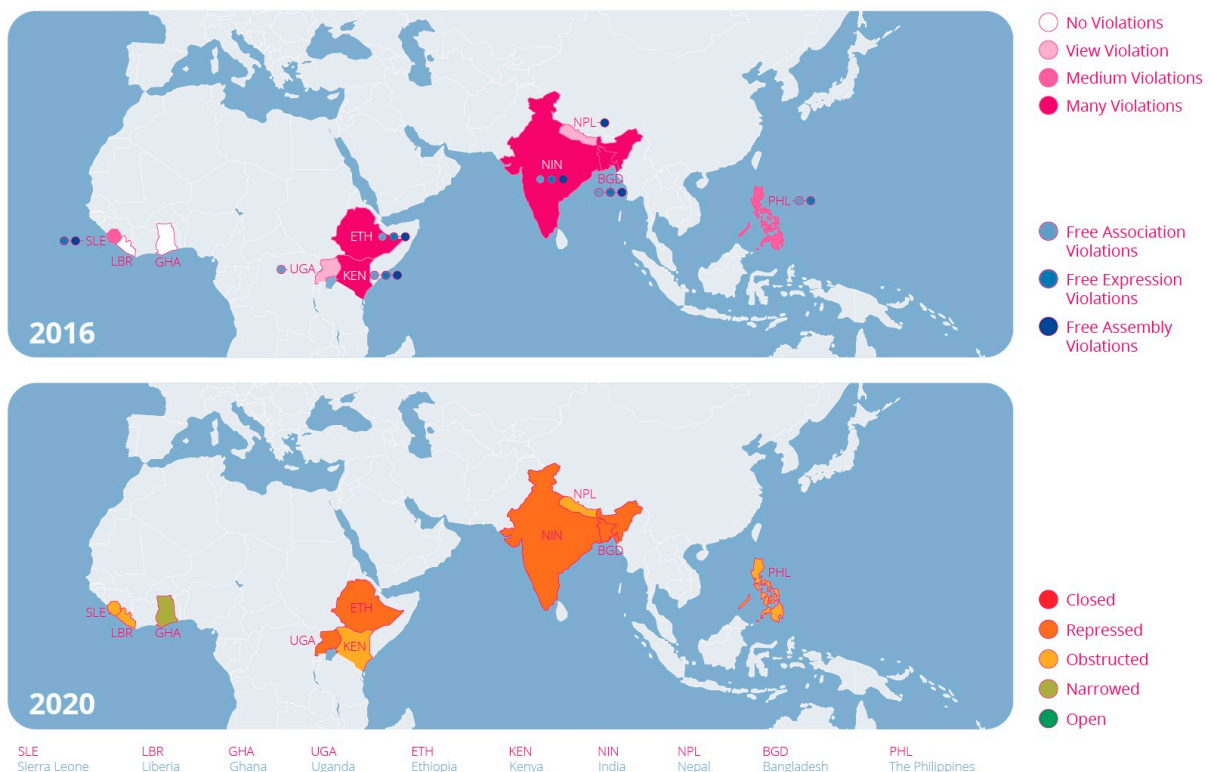 No Violations
View Violation
Medium Violations
Many Violations
NPL
NIN
BGD
PHL
SLE
LBR
GHA
ETH
UGA
KEN
2016
Free Association
Violations
Free Expression
Violations
Free Assembly
Violations
NPL
NIN
BGD
PHL
SLE
LBR
GHA
ETH
UGA
KEN
2020
Closed
Repressed
Obstructed
Narrowed
Open
SLE LBR GHA UGA ETH KEN NIN NPL BGD PHL
Sierra Leone Liberia Ghana Uganda Ethiopia Kenya India Nepal Bangladesh The Philippines